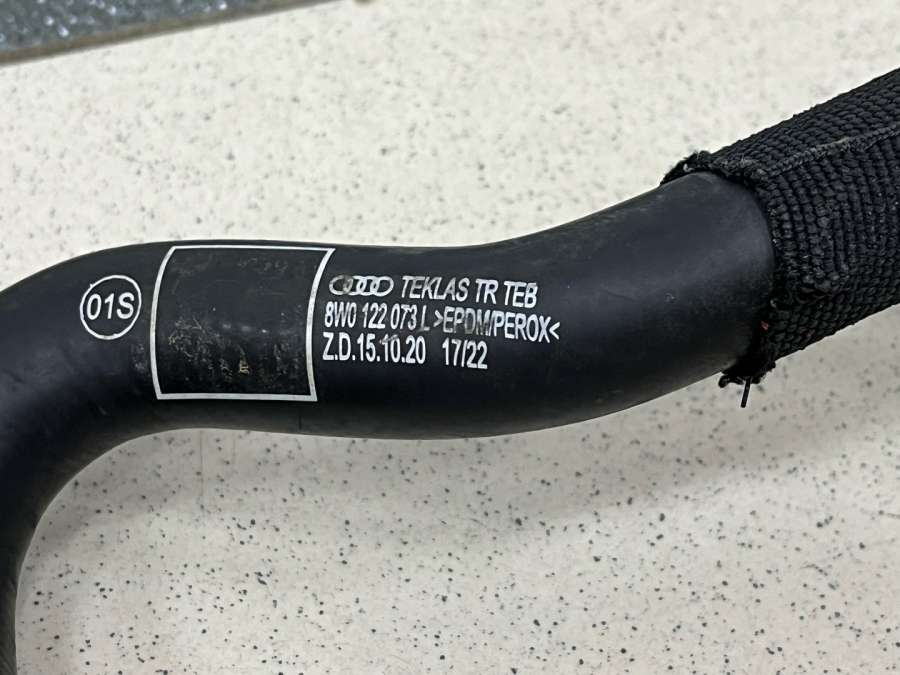 01S
TEKLAS TR TEB
8W0 122 073 L >EPDM/PEROX<
Z.D.15.10.20 17/22